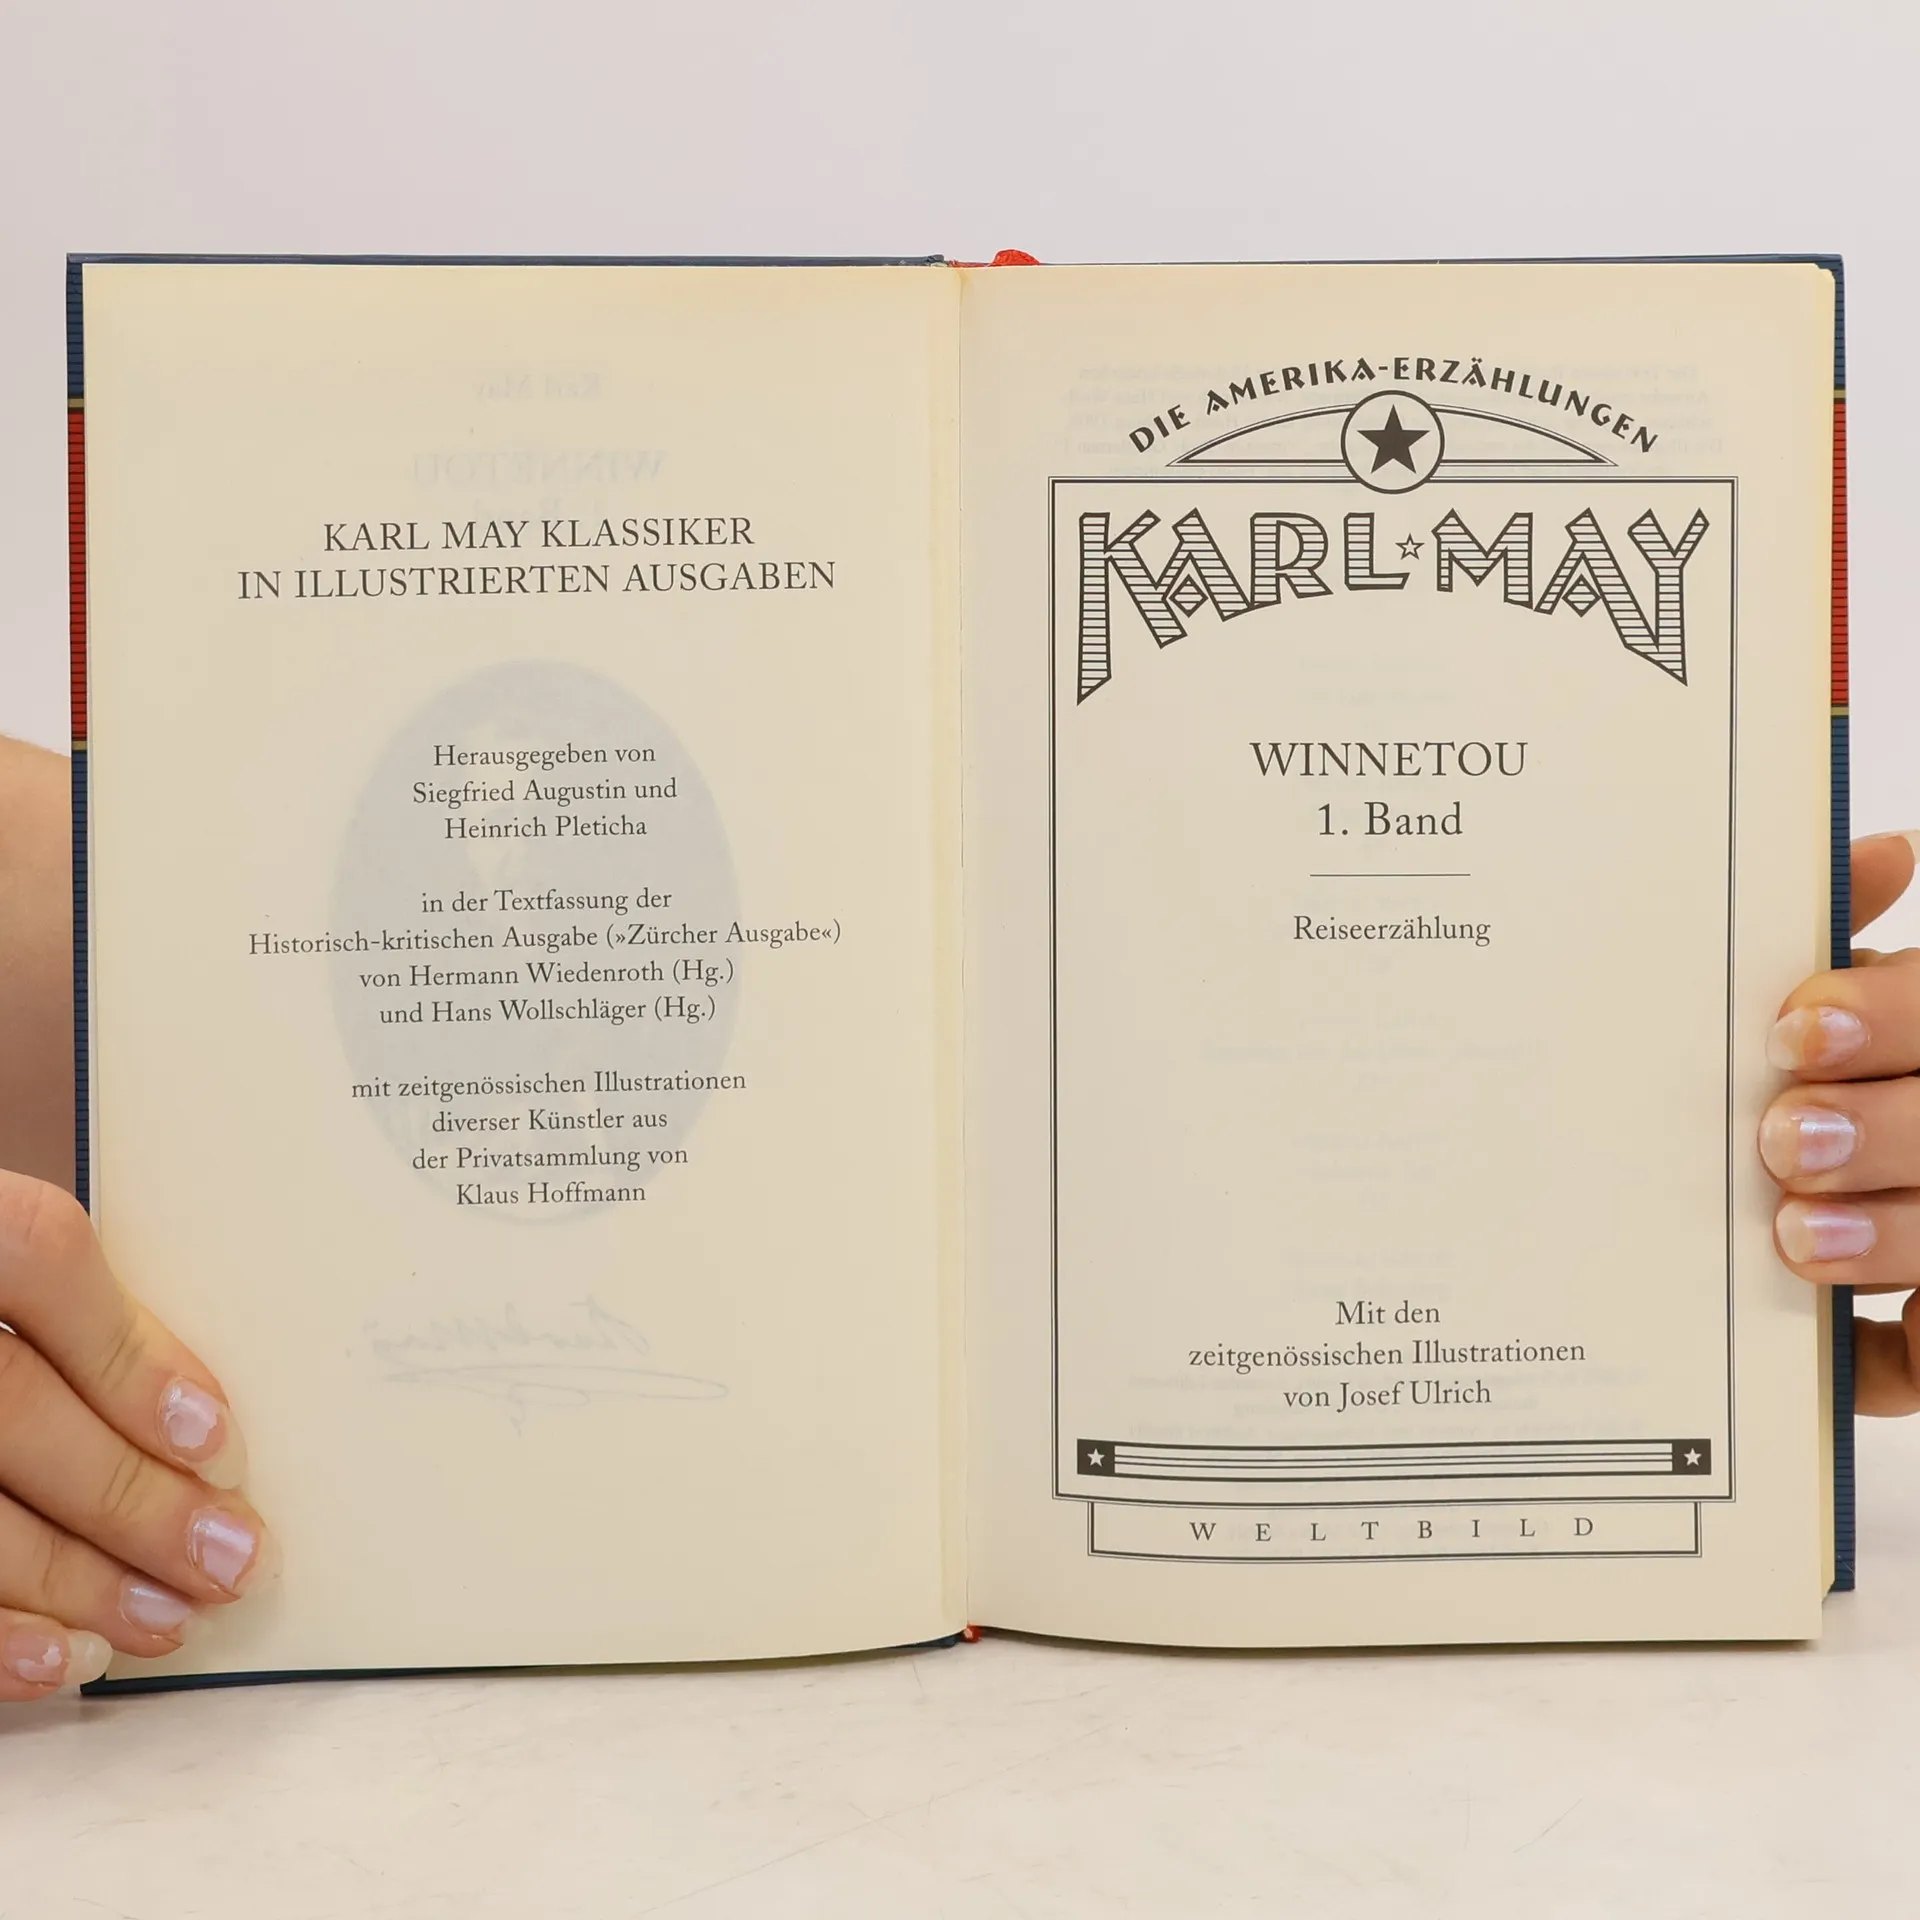 KARL MAY KLASSIKER
IN ILLUSTRIERTEN AUSGABEN
Herausgegeben von
Siegfried Augustin und
Heinrich Pleticha
in der Textfassung der
Historisch-kritischen Ausgabe (»Zürcher Ausgabe«)
von Hermann Wiedenroth (Hg.)
und Hans Wollschläger (Hg.)
mit zeitgenössischen Illustrationen
diverser Künstler aus
der Privatsammlung von
Klaus Hoffmann
DIE AMERIKA-ERZÄHLUNGEN
KARL MAY
WINNETOU
1. Band
Reiseerzählung
Mit den
zeitgenössischen Illustrationen
von Josef Ulrich
WELTBILD